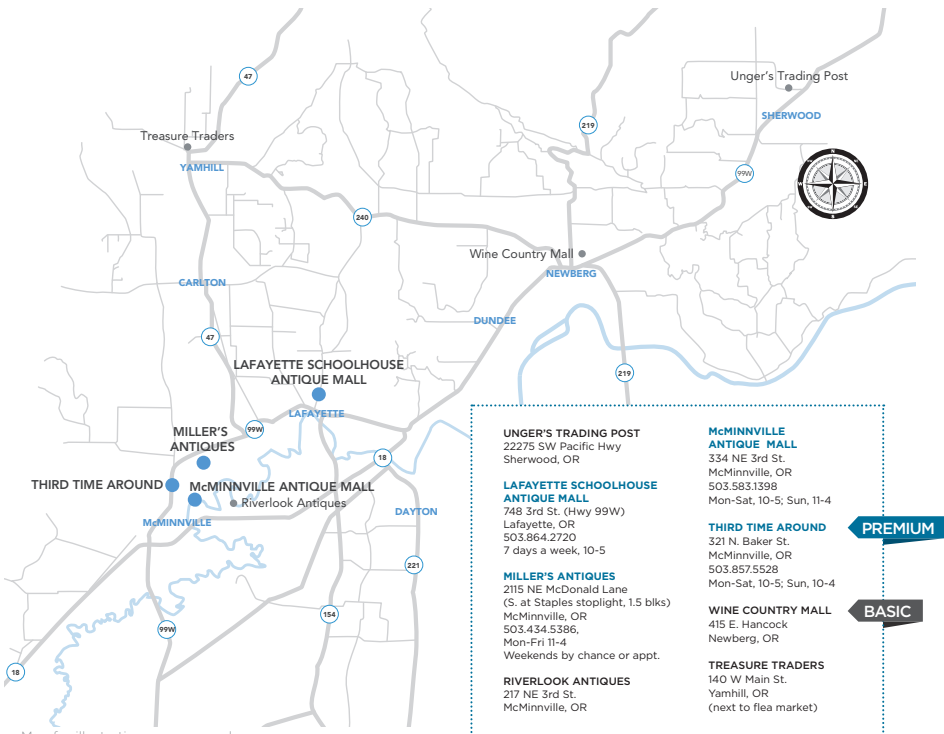 47
Unger's Trading Post
SHERWOOD
219
Treasure Traders
YAMHILL
99W
N
E
S
W
240
Wine Country Mall
NEWBERG
CARLTON
DUNDEE
47
LAFAYETTE SCHOOLHOUSE
ANTIQUE MALL
219
LAFAYETTE
99W
MILLER'S
ANTIQUES
18
THIRD TIME AROUND
McMINNVILLE ANTIQUE MALL
Riverlook Antiques
McMINNVILLE
DAYTON
221
154
99W
18
UNGER'S TRADING POST
22275 SW Pacific Hwy
Sherwood, OR
LAFAYETTE SCHOOLHOUSE
ANTIQUE MALL
748 3rd St. (Hwy 99W)
Lafayette, OR
503.864.2720
7 days a week, 10-5
MILLER'S ANTIQUES
2115 NE McDonald Lane
(S. at Staples stoplight, 1.5 blks)
McMinnville, OR
503.434.5386,
Mon-Fri 11-4
Weekends by chance or appt.
RIVERLOOK ANTIQUES
217 NE 3rd St.
McMinnville, OR
McMINNVILLE
ANTIQUE MALL
334 NE 3rd St.
McMinnville, OR
503.583.1398
Mon-Sat, 10-5; Sun, 11-4
THIRD TIME AROUND
321 N. Baker St.
McMinnville, OR
503.857.5528
Mon-Sat, 10-5; Sun, 10-4
PREMIUM
WINE COUNTRY MALL
415 E. Hancock
Newberg, OR
BASIC
TREASURE TRADERS
140 W Main St.
Yamhill, OR
(next to flea market)